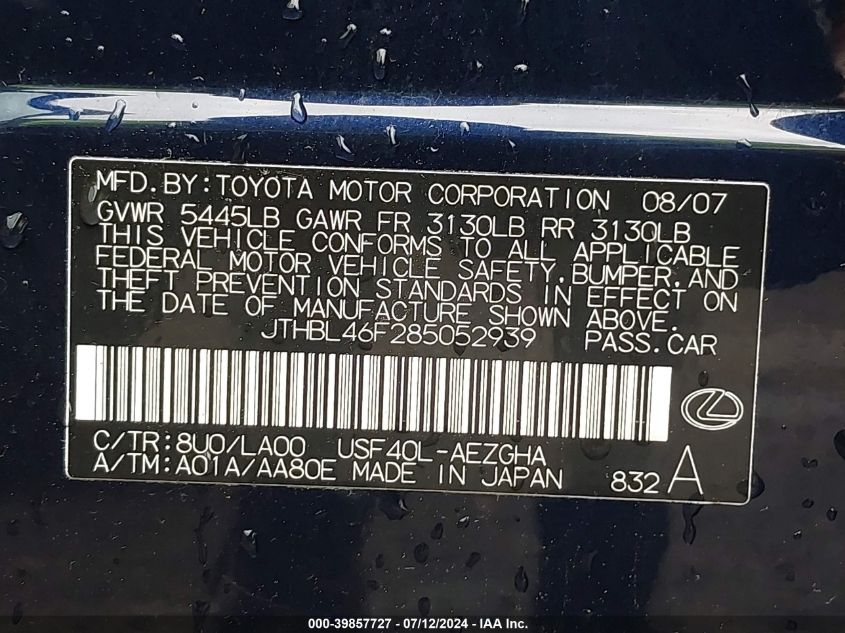 MFD.BY:TOYOTA MOTOR CORPORATION 08/07
GVWR 5445LB GAWR FR 3130LB RR 3130LB
THIS VEHICLE CONFORMS TO ALL APPLICABLE
FEDERAL MOTOR VEHICLE SAFETY,BUMPER,AND
THEFT PREVENTION STANDARDS IN EFFECT ON
THE DATE OF MANUFACTURE SHOWN ABOVE.
JTHBL46F285052939 PASS.CAR
C/TR:8U0/LA00 USF40L-AEZGHA
A/TM:A01A/AA80E MADE IN JAPAN 832 A
000-39857727 - 07/12/2024 - IAA Inc.